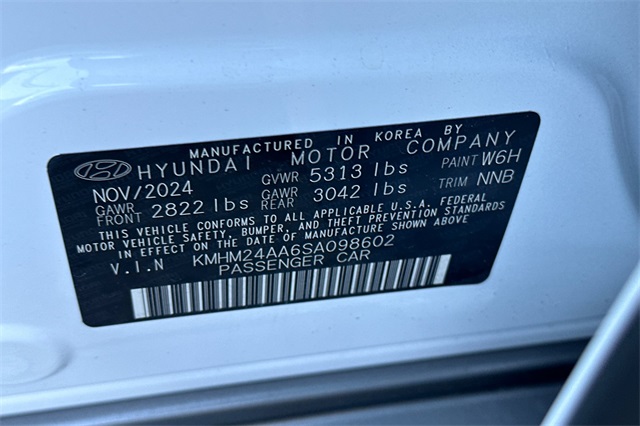 MANUFACTURED IN KOREA BY
HYUNDAI MOTOR COMPANY
NOV/2024 GVWR 5313 lbs PAINT W6H
GAWR FRONT 2822 lbs GAWR REAR 3042 lbs TRIM NNB
THIS VEHICLE CONFORMS TO ALL APPLICABLE U.S.A. FEDERAL
MOTOR VEHICLE SAFETY, BUMPER, AND THEFT PREVENTION STANDARDS
IN EFFECT ON THE DATE OF MANUFACTURE SHOWN ABOVE.
V.I.N KMHM24AA6SA098602
PASSENGER CAR